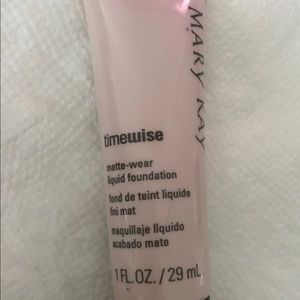 MARY KAY
timewise
matte-wear
liquid foundation
fond de teint liquide
fini mat
maquillaje líquido
acabado mate
1 FL.OZ./29 mL